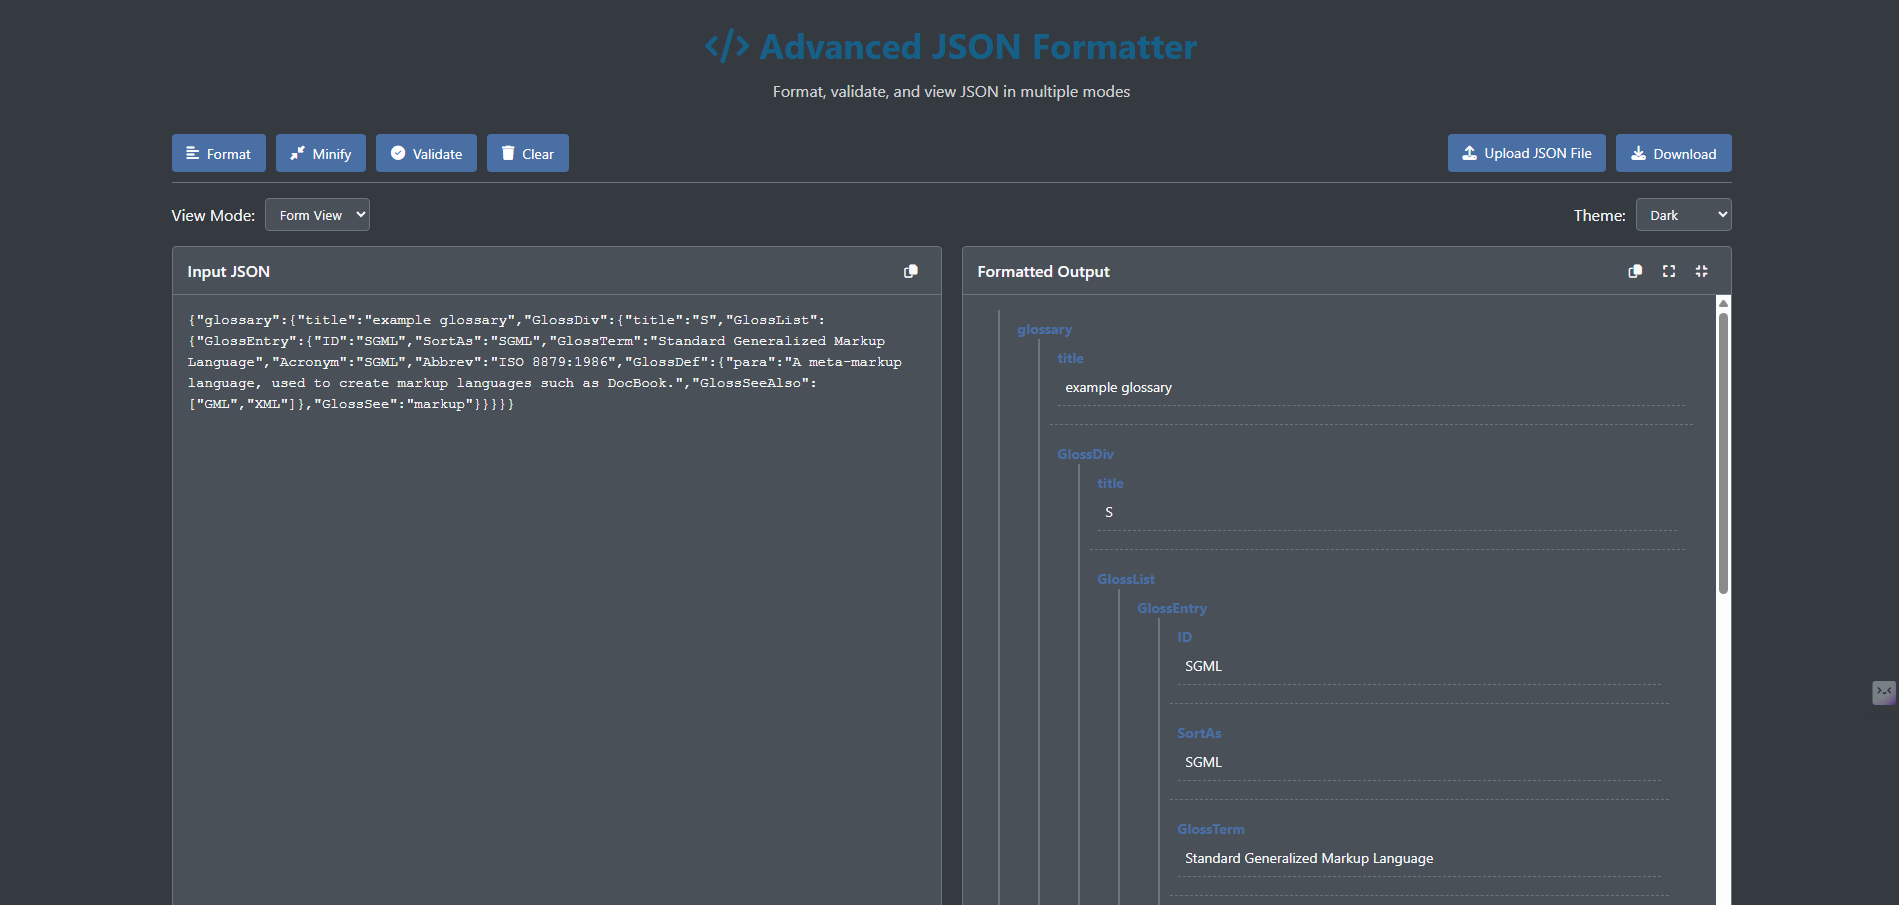 </> Advanced JSON Formatter
Format, validate, and view JSON in multiple modes
Format
Minify
Validate
Clear
Upload JSON File
Download
View Mode:
Form View
Theme:
Dark
Input JSON
{"glossary":{"title":"example glossary","GlossDiv":{"title":"S","GlossList":
{"GlossEntry":{"ID":"SGML","SortAs":"SGML","GlossTerm":"Standard Generalized Markup
Language","Acronym":"SGML","Abbrev":"ISO 8879:1986","GlossDef":{"para":"A meta-markup
language, used to create markup languages such as DocBook.","GlossSeeAlso":
["GML","XML"]},"GlossSee":"markup"}}}}}
Formatted Output
glossary
title
example glossary
GlossDiv
title
S
GlossList
GlossEntry
ID
SGML
SortAs
SGML
GlossTerm
Standard Generalized Markup Language